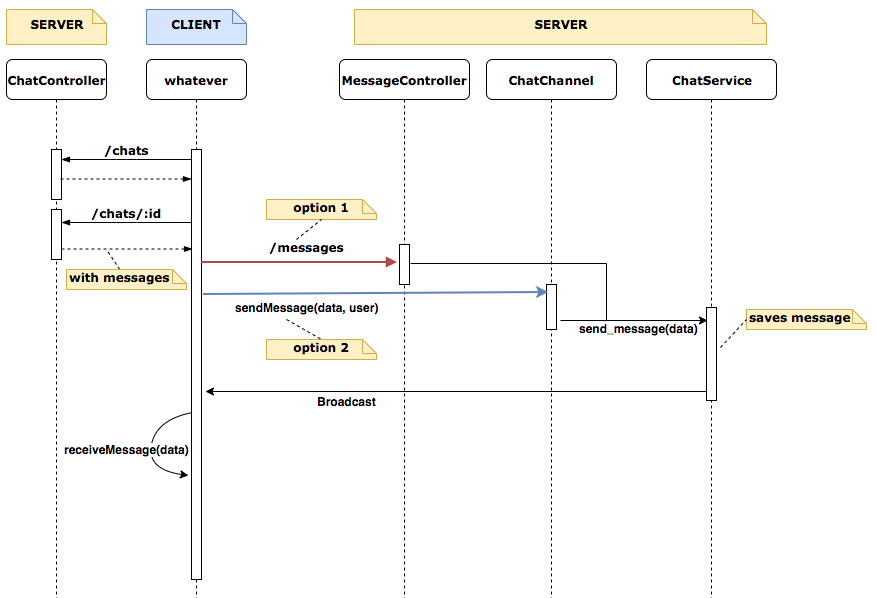 SERVER
CLIENT
SERVER
ChatController
whatever
MessageController
ChatChannel
ChatService
/chats
/chats/:id
option 1
/messages
with messages
sendMessage(data, user)
saves message
send_message(data)
option 2
Broadcast
receiveMessage(data)